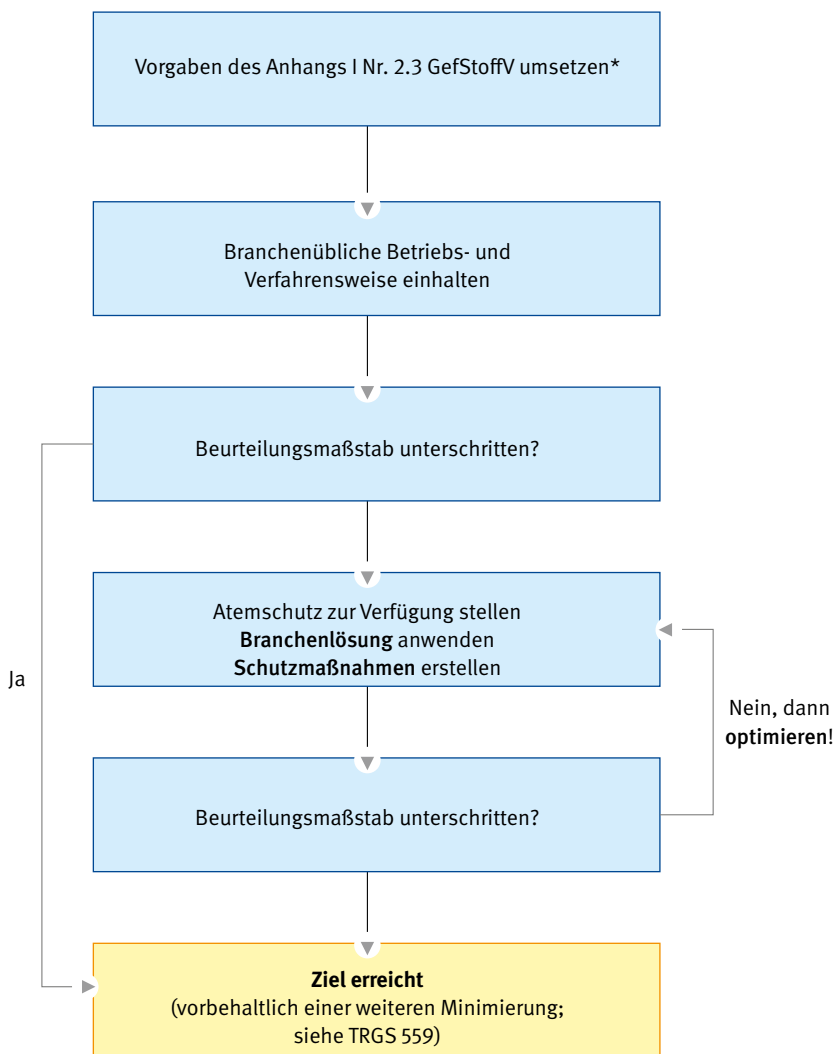 Vorgaben des Anhangs I Nr. 2.3 GefStoffV umsetzen*
Branchenübliche Betriebs- und
Verfahrensweise einhalten
Beurteilungsmaßstab unterschritten?
Atemschutz zur Verfügung stellen
Branchenlösung anwenden
Schutzmaßnahmen erstellen
Ja
Nein, dann
optimieren!
Beurteilungsmaßstab unterschritten?
Ziel erreicht
(vorbehaltlich einer weiteren Minimierung;
siehe TRGS 559)